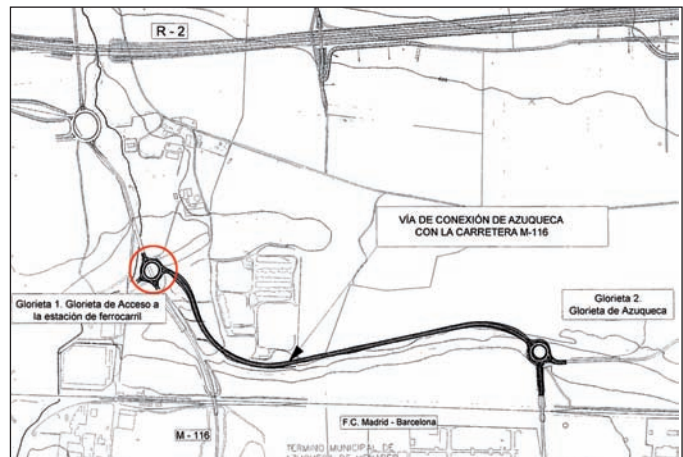 R - 2
VÍA DE CONEXIÓN DE AZUQUECA
CON LA CARRETERA M-116
Glorieta 1. Glorieta de Acceso a
la estación de ferrocarril
Glorieta 2.
Glorieta de Azuqueca
F.C. Madrid - Barcelona
M - 116
TERMINO MUNICIPAL DE